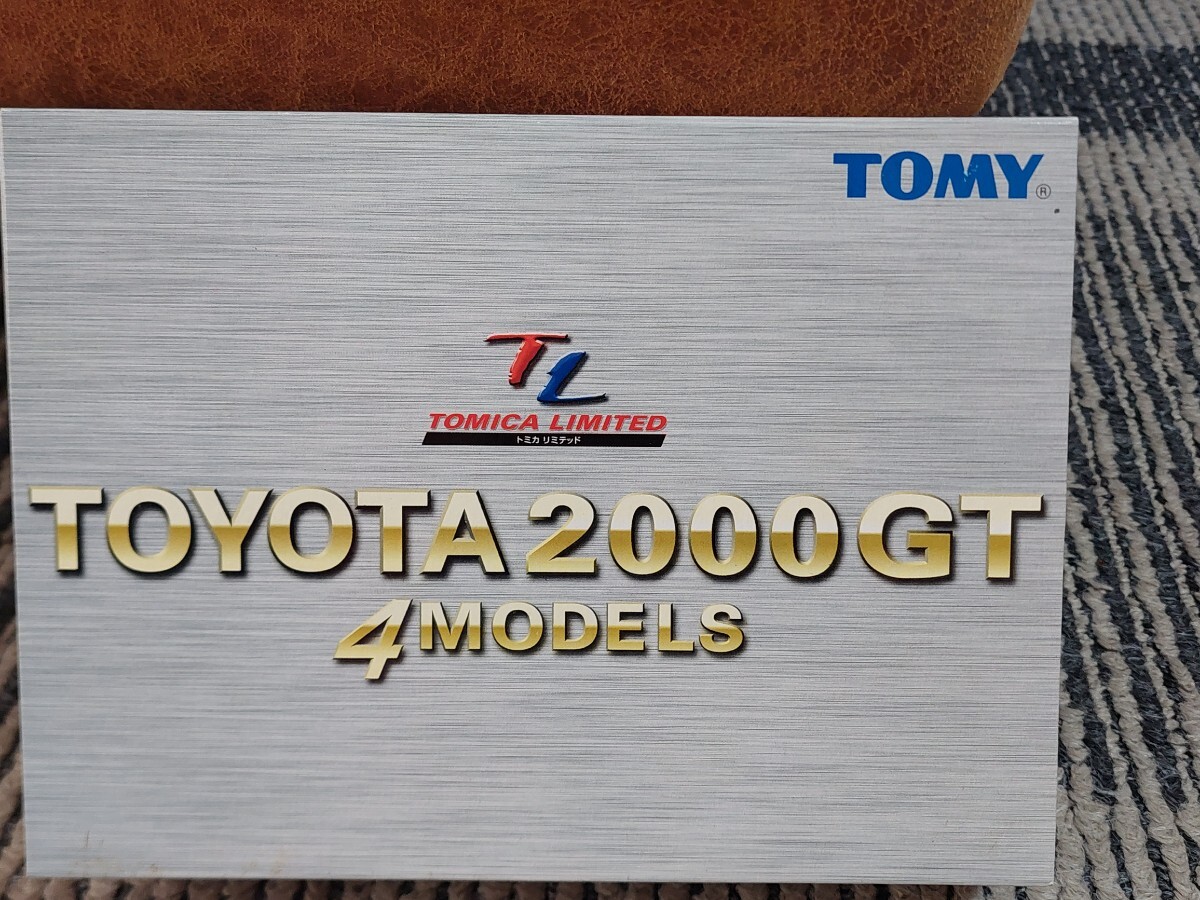 TOMY®
TL
TOMICA LIMITED
トミカ リミテッド
TOYOTA 2000GT
4 MODELS